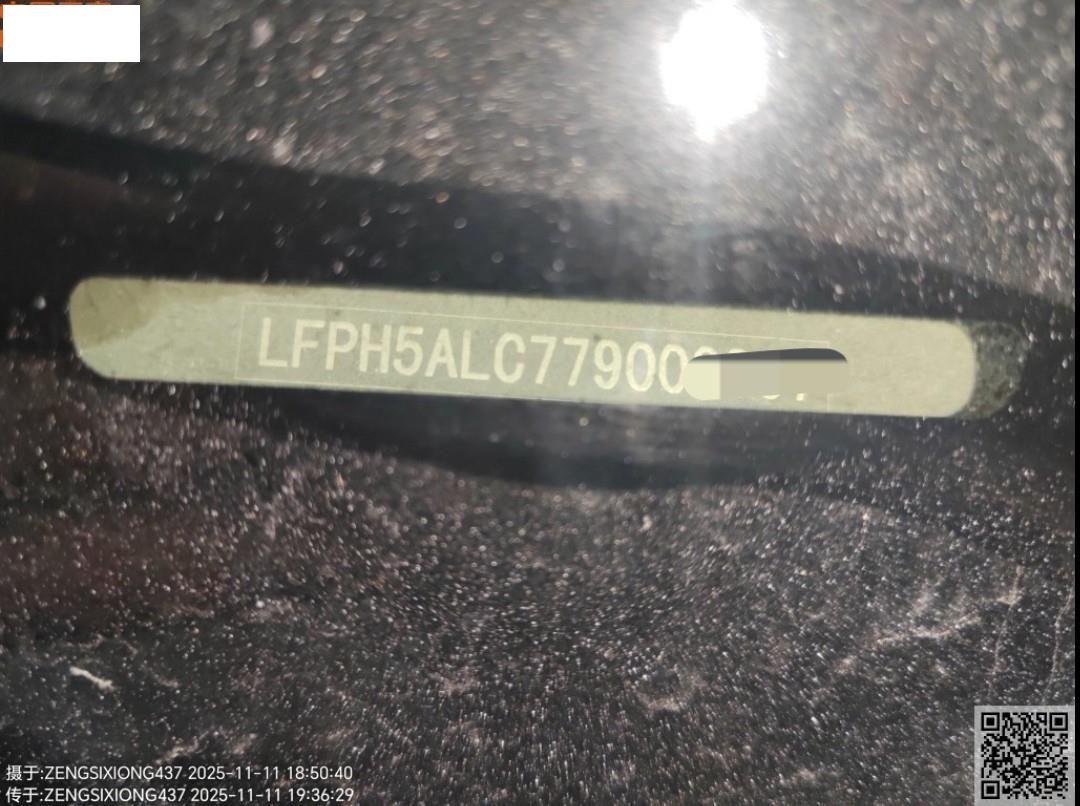 LFPH5ALC77900
摄于:ZENGSIXIONG437 2025-11-11 18:50:40
传于:ZENGSIXIONG437 2025-11-11 19:36:29